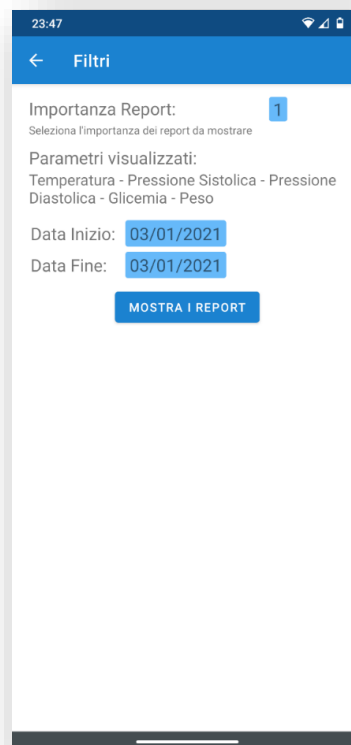 23:47
Filtri
Importanza Report: 1
Seleziona l'importanza dei report da mostrare
Parametri visualizzati:
Temperatura - Pressione Sistolica - Pressione
Diastolica - Glicemia - Peso
Data Inizio: 03/01/2021
Data Fine: 03/01/2021
MOSTRA I REPORT